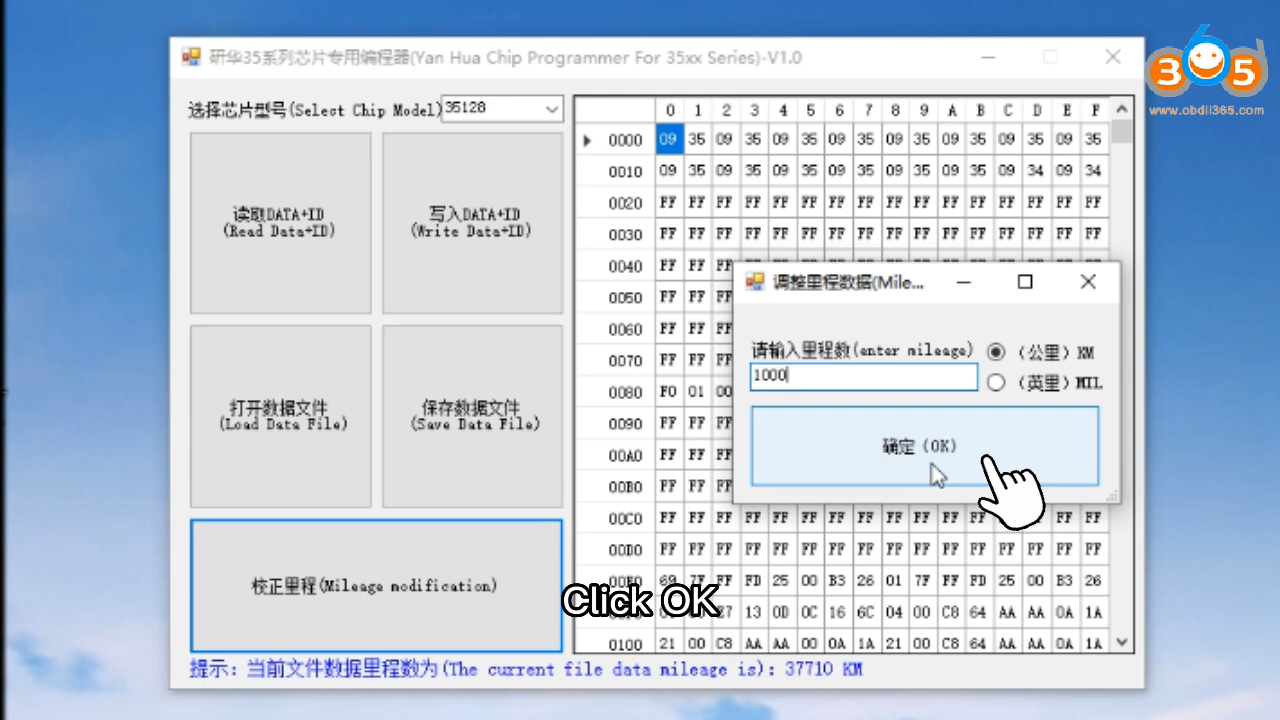 研华35系列芯片专用编程器(Yan Hua Chip Programmer For 35xx Series)-V1.0
365
www.obdii365.com
选择芯片型号(Select Chip Model) 35128
读取DATA+ID
(Read Data+ID)
写入DATA+ID
(Write Data+ID)
打开数据文件
(Load Data File)
保存数据文件
(Save Data File)
校正里程(Mileage modification)
0 1 2 3 4 5 6 7 8 9 A B C D E F
0000 09 35 09 35 09 35 09 35 09 35 09 35 09 35 09 35
0010 09 35 09 35 09 35 09 35 09 35 09 35 09 34 09 34
0020 FF FF FF FF FF FF FF FF FF FF FF FF FF FF FF FF
0030 FF FF FF FF FF FF FF FF FF FF FF FF FF FF FF FF
0040 FF FF FF
0050 FF FF FF
0060 FF FF FF
0070 FF FF FF
0080 F0 01 00
0090 FF FF FF
00A0 FF FF FF
00B0 FF FF FF
00C0 FF FF FF FF FF FF FF FF FF FF FF FF FF FF
00D0 FF FF FF FF FF FF FF FF FF FF FF FF FF FF FF FF
FF FD 25 00 B3 26 01 7F FF FD 25 00 B3 26
13 0D 0C 16 6C 04 00 C8 64 AA AA 0A 1A
0100 21 00 C8 AA AA 00 0A 1A 21 00 C8 64 AA AA 0A 1A
调整里程数据(Mile...
请输入里程数(enter mileage)
1000
(公里) KM
(英里) MIL
确定 (OK)
Click OK
提示: 当前文件数据里程数为(The current file data mileage is): 37710 KM